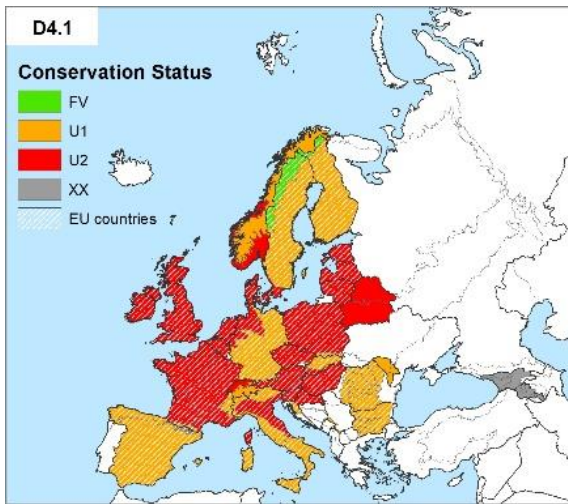 D4.1
Conservation Status
FV
U1
U2
XX
EU countries